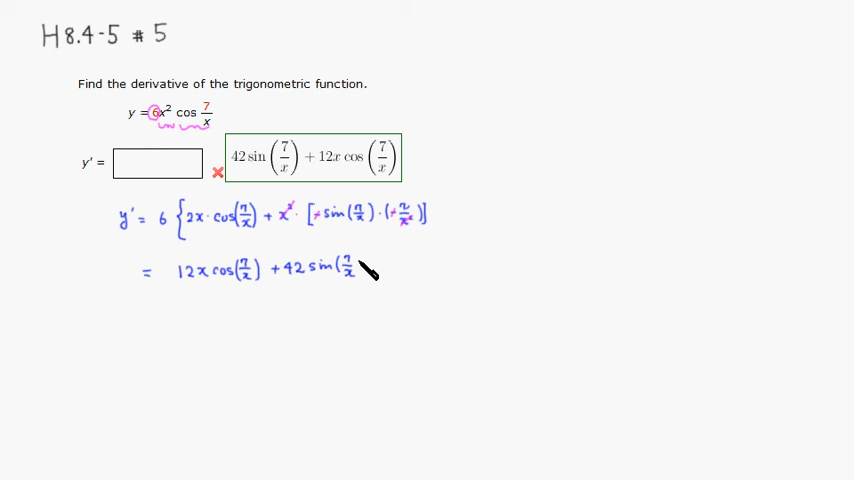 H8.4-5 # 5
Find the derivative of the trigonometric function.
y = 6x² cos 7/x
y' =
42 sin (7/x) + 12x cos (7/x)
y' = 6 {2x · cos(7/x) + x² · [-sin(7/x) · (-7/x²)]
= 12x cos(7/x) + 42 sin(7/x